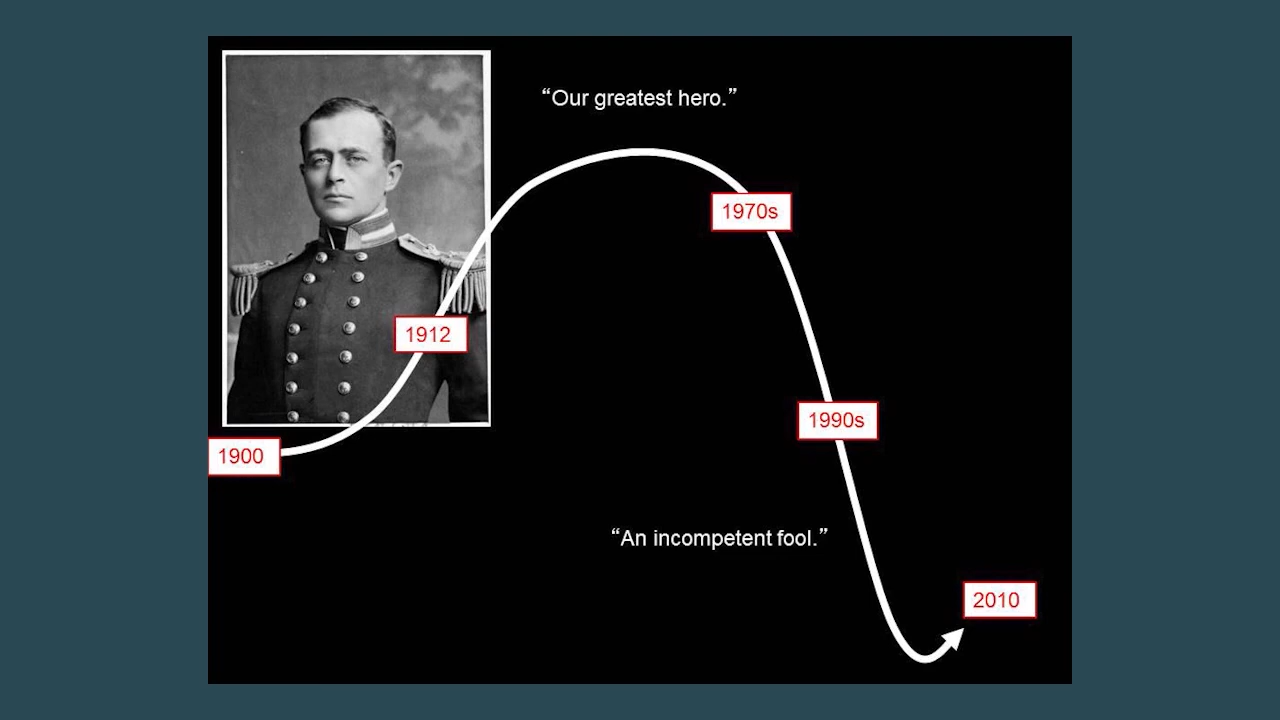 “Our greatest hero.”
1970s
1912
1990s
1900
“An incompetent fool.”
2010